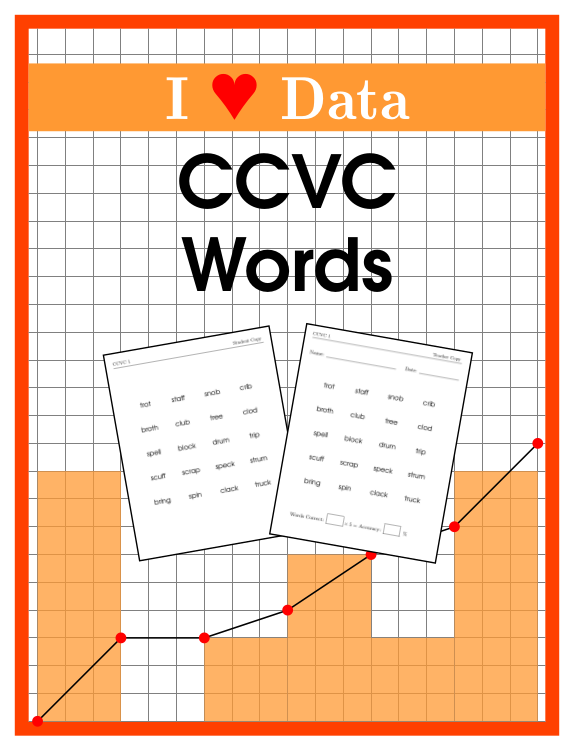 I ♥ Data
CCVC
Words
CCVC 1 Student Copy
trot staff snob crib
broth club tree clod
spell block drum trip
scuff scrap speck strum
bring spin clack truck
CCVC 1 Teacher Copy
Name: Date:
trot staff snob crib
broth club tree clod
spell block drum trip
scuff scrap speck strum
bring spin clack truck
Words Correct: x 5 = Accuracy: %